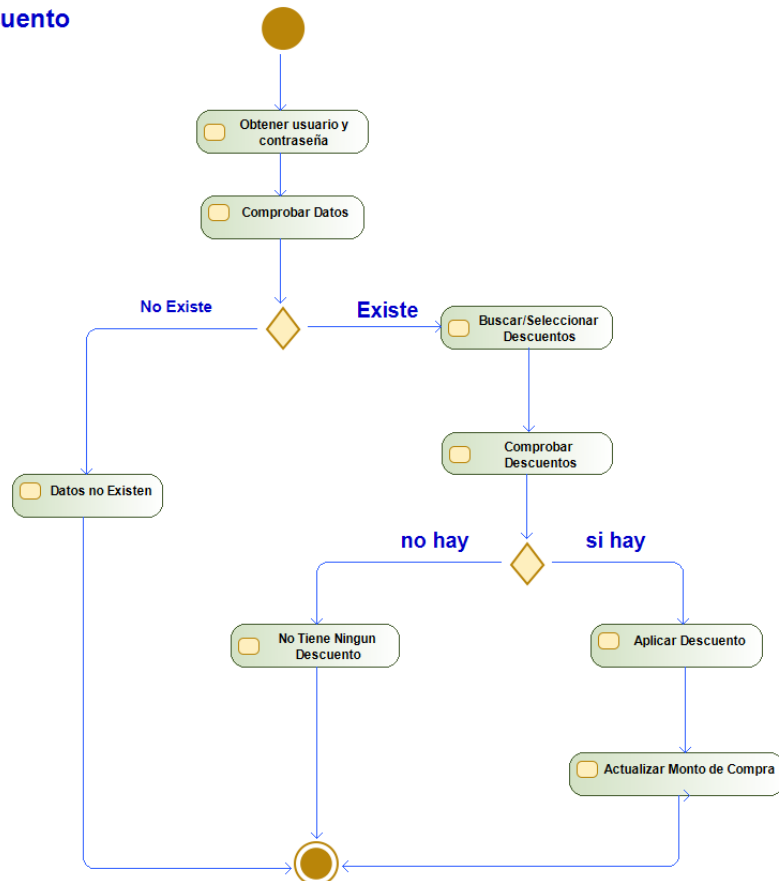 uento
Obtener usuario y
contraseña
Comprobar Datos
No Existe
Existe
Buscar/Seleccionar
Descuentos
Comprobar
Descuentos
Datos no Existen
no hay
si hay
No Tiene Ningun
Descuento
Aplicar Descuento
Actualizar Monto de Compra